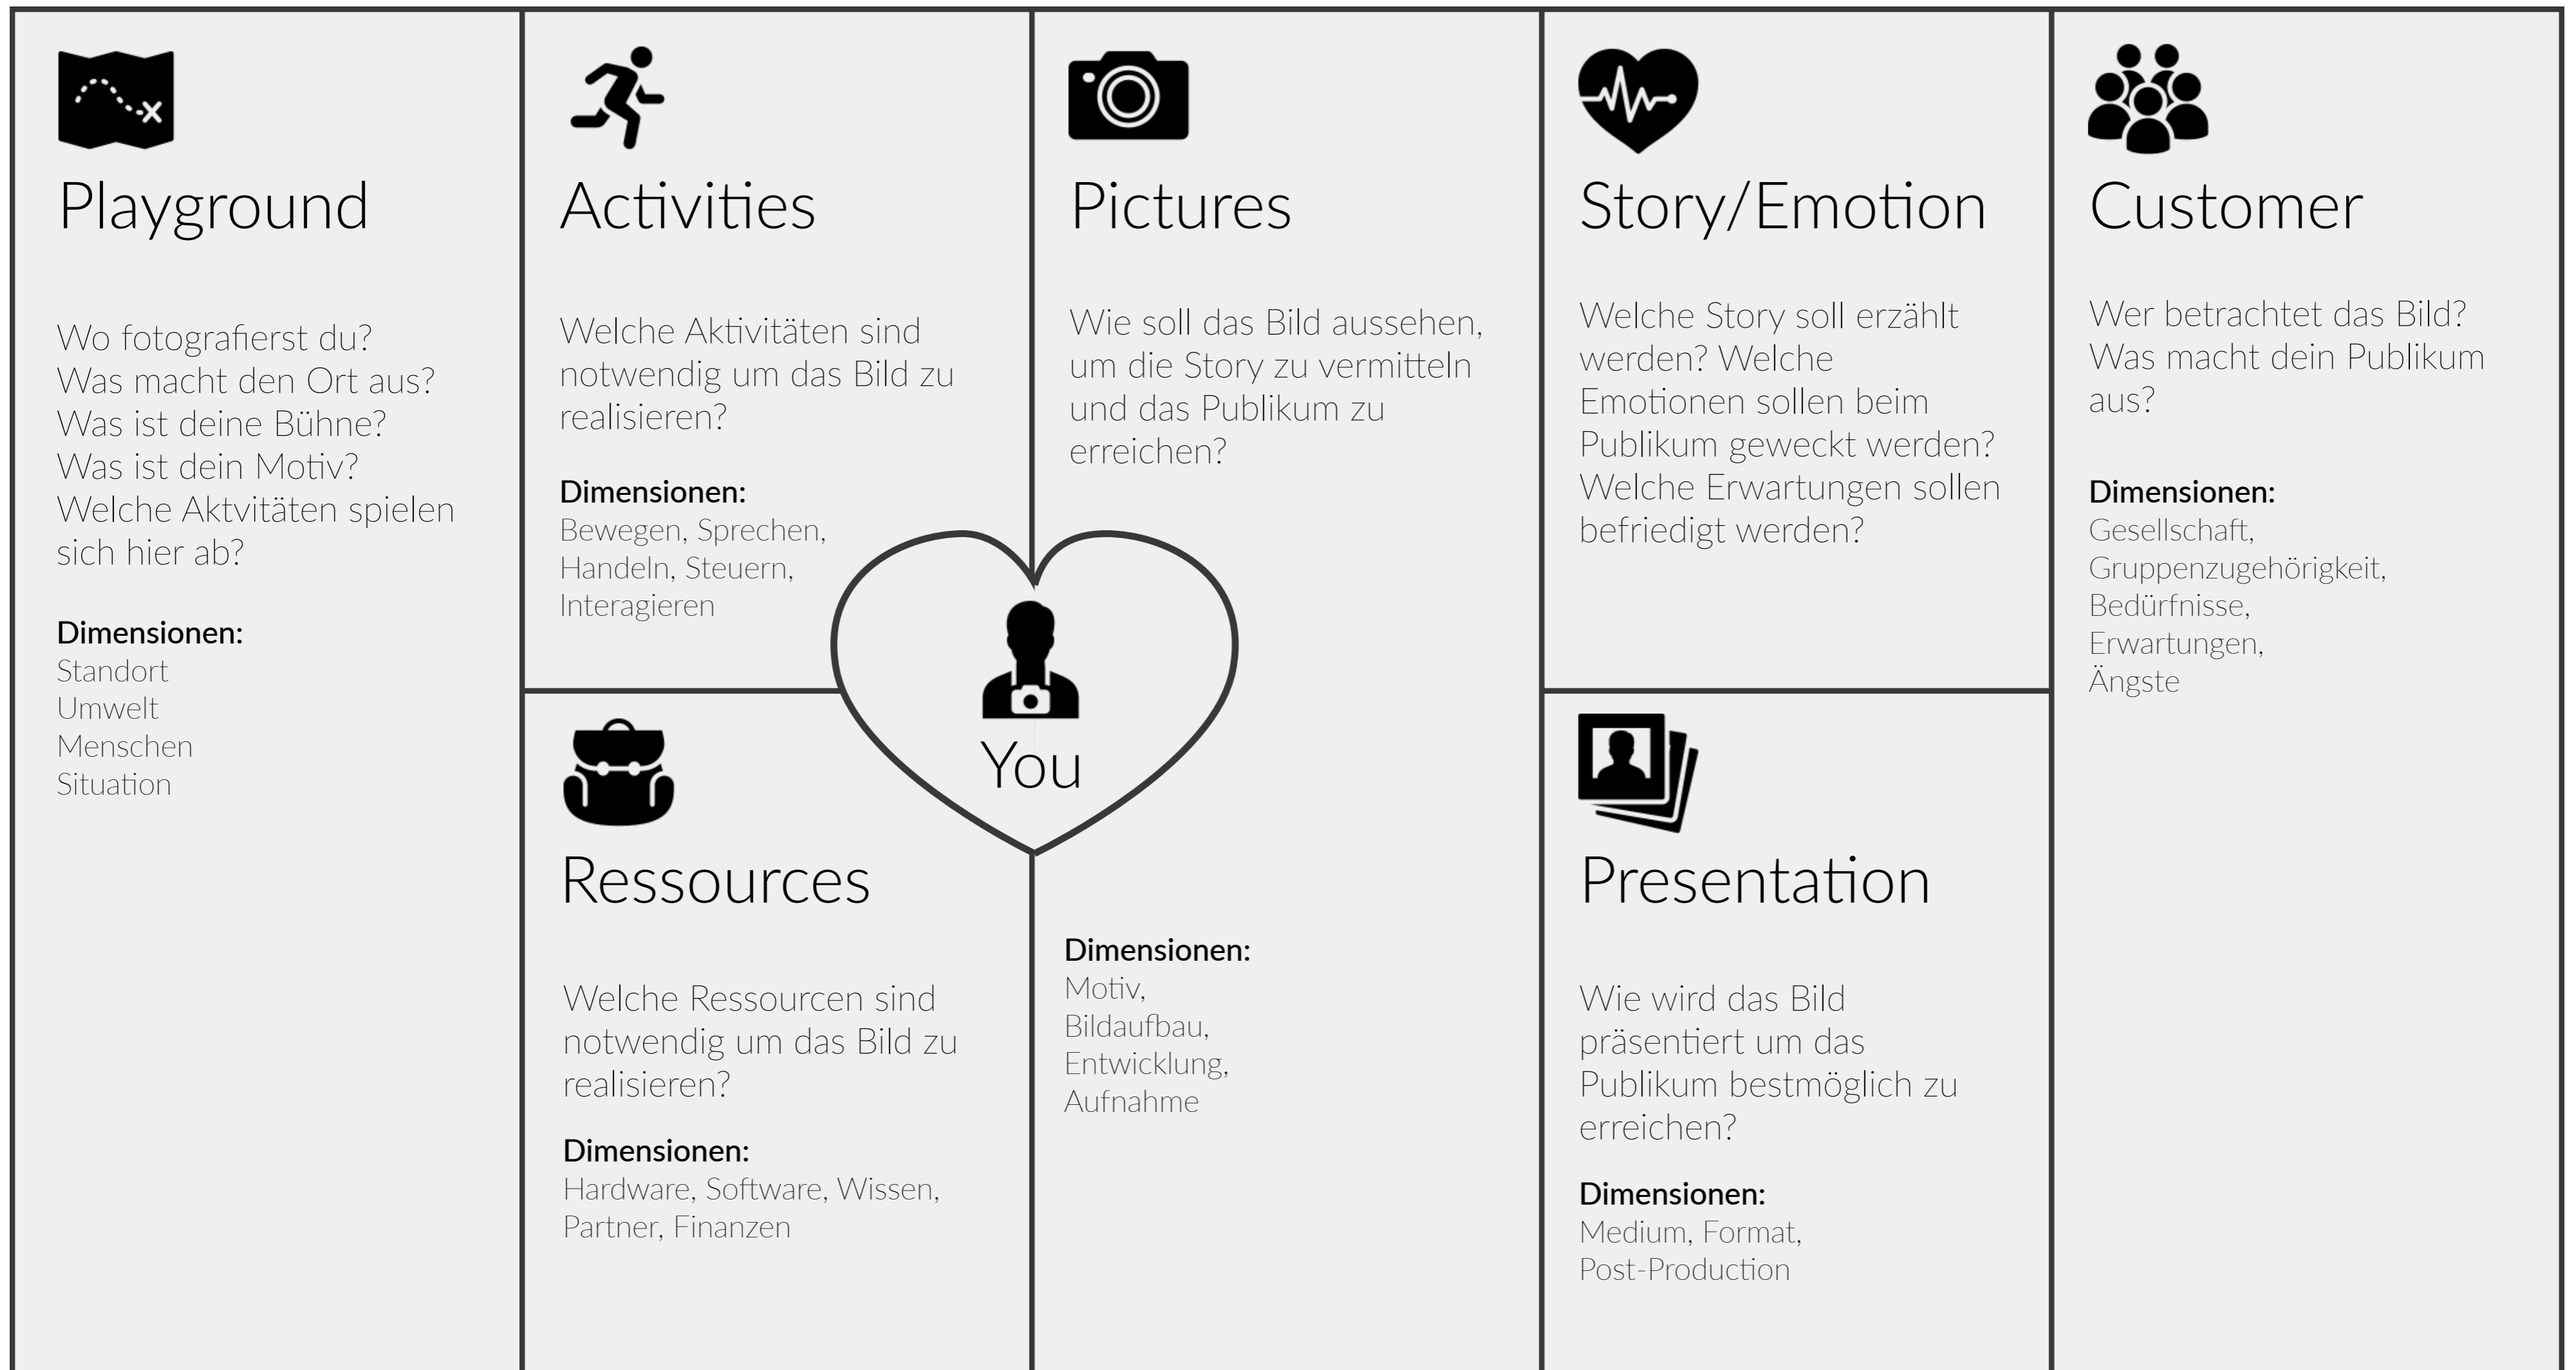 Playground
Wo fotografierst du?
Was macht den Ort aus?
Was ist deine Bühne?
Was ist dein Motiv?
Welche Aktvitäten spielen
sich hier ab?
Dimensionen:
Standort
Umwelt
Menschen
Situation
Activities
Welche Aktivitäten sind
notwendig um das Bild zu
realisieren?
Dimensionen:
Bewegen, Sprechen,
Handeln, Steuern,
Interagieren
Ressources
Welche Ressourcen sind
notwendig um das Bild zu
realisieren?
Dimensionen:
Hardware, Software, Wissen,
Partner, Finanzen
You
Pictures
Wie soll das Bild aussehen,
um die Story zu vermitteln
und das Publikum zu
erreichen?
Dimensionen:
Motiv,
Bildaufbau,
Entwicklung,
Aufnahme
Story/Emotion
Welche Story soll erzählt
werden? Welche
Emotionen sollen beim
Publikum geweckt werden?
Welche Erwartungen sollen
befriedigt werden?
Presentation
Wie wird das Bild
präsentiert um das
Publikum bestmöglich zu
erreichen?
Dimensionen:
Medium, Format,
Post-Production
Customer
Wer betrachtet das Bild?
Was macht dein Publikum
aus?
Dimensionen:
Gesellschaft,
Gruppenzugehörigkeit,
Bedürfnisse,
Erwartungen,
Ängste